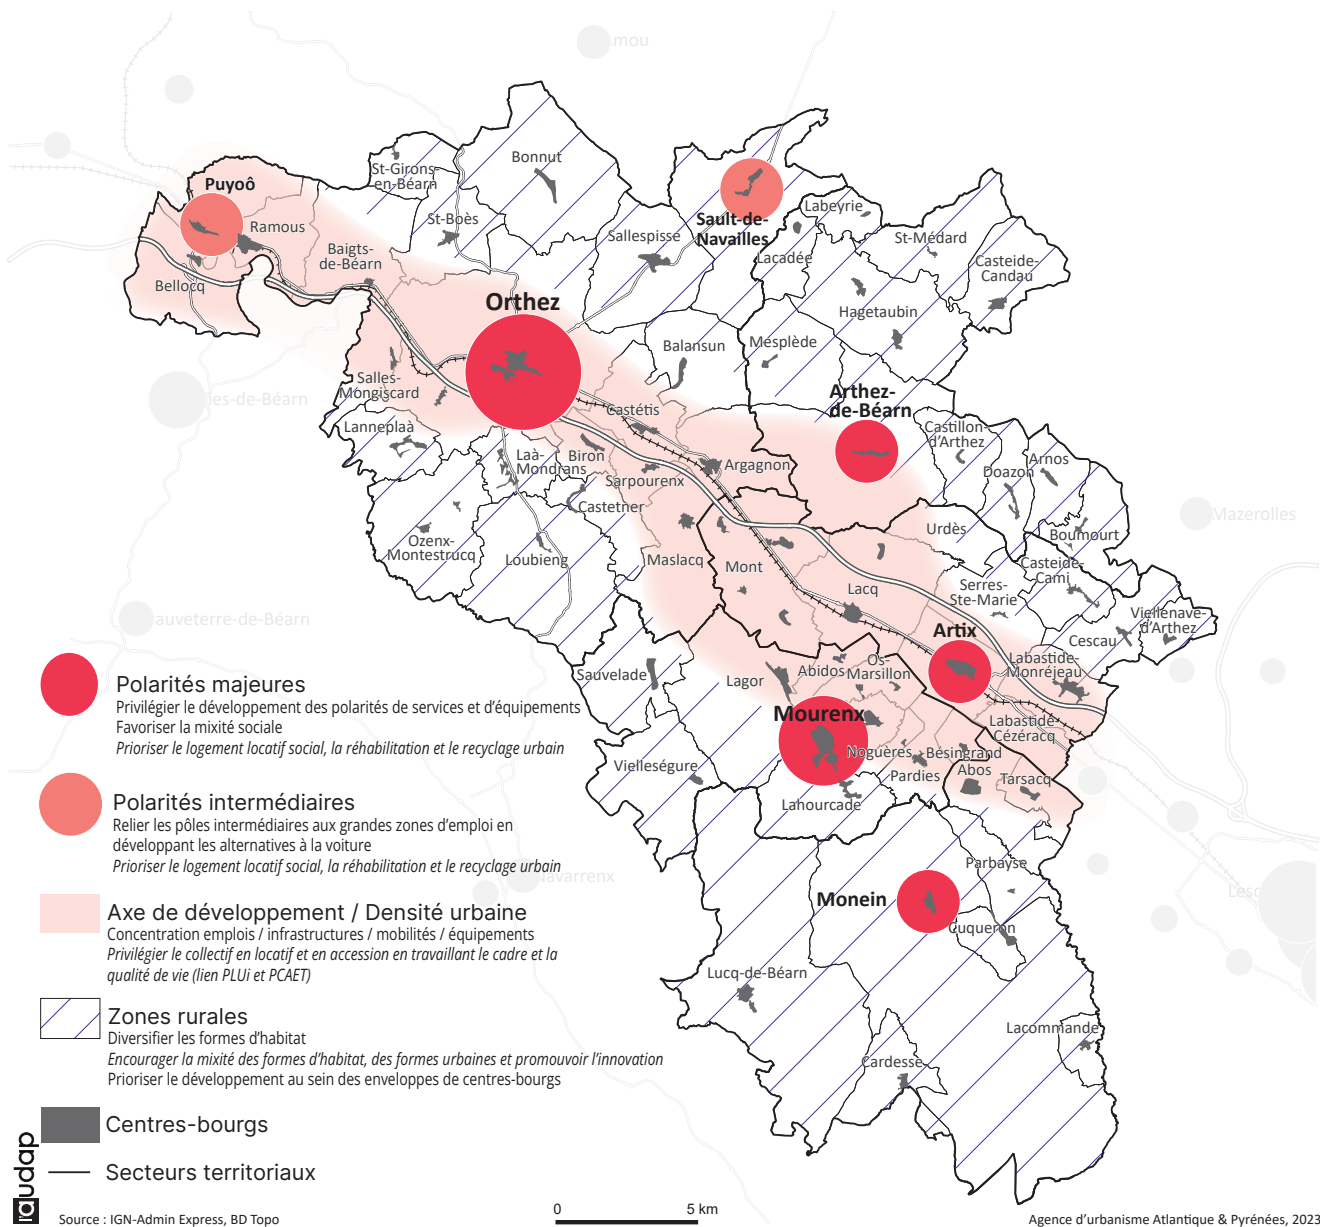 mou
Puyoô
Ramous
Bellocq
Baigts-
de-Béarn
St-Girons-
en-Béarn
St-Boès
Bonnut
Sallespisse
Sault-de-
Navailles
Labeyrie
Lacadée
St-Médard
Casteide-
Candau
Hagetaubin
Mesplède
Balansun
Orthez
Salles-
Mongiscard
Lanneplaà
ies-de-Béarn
Castétis
Laà-
Mondrans
Biron
Sarpourenx
Castetner
Argagnon
Arthez-
de-Béarn
Castillon-
d'Arthez
Doazon
Arnos
Boumourt
Mazerolles
Ozenx-
Montestrucq
Loubieng
Maslacq
Mont
Lacq
Urdès
Serres-
Ste-Marie
Casteide-
Cami
Viellenave-
d'Arthez
Cescau
Artix
Labastide-
Monréjeau
Labastide
Cézéracq
auveterre-de-Béarn
Sauvelade
Lagor
Abidos
Os-
Marsillon
Mourenx
Noguères
Bésingrand
Pardies
Abos
Tarsacq
Vielleségure
Lahourcade
Parbayse
Monein
Cuqueron
Lucq-de-Béarn
Lacommande
Cardesse
Navarrenx
Lesc
Polarités majeures
Privilégier le développement des polarités de services et d'équipements
Favoriser la mixité sociale
Prioriser le logement locatif social, la réhabilitation et le recyclage urbain
Polarités intermédiaires
Relier les pôles intermédiaires aux grandes zones d'emploi en
développant les alternatives à la voiture
Prioriser le logement locatif social, la réhabilitation et le recyclage urbain
Axe de développement / Densité urbaine
Concentration emplois / infrastructures / mobilités / équipements
Privilégier le collectif en locatif et en accession en travaillant le cadre et la
qualité de vie (lien PLUi et PCAET)
Zones rurales
Diversifier les formes d'habitat
Encourager la mixité des formes d'habitat, des formes urbaines et promouvoir l'innovation
Prioriser le développement au sein des enveloppes de centres-bourgs
Centres-bourgs
Secteurs territoriaux
l'audap
Source : IGN-Admin Express, BD Topo
0 5 km
Agence d'urbanisme Atlantique & Pyrénées, 2023